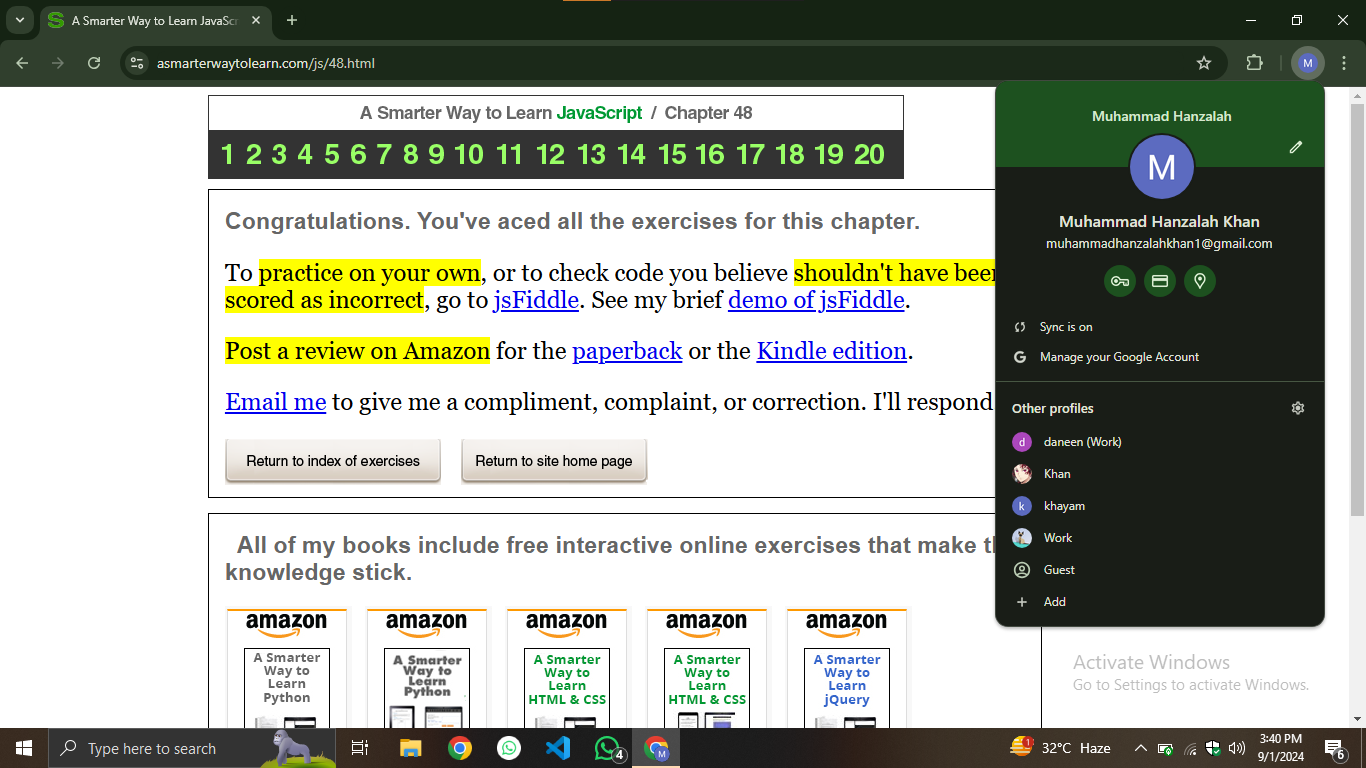 A Smarter Way to Learn JavaScr
asmarterwaytolearn.com/js/48.html
M
A Smarter Way to Learn JavaScript / Chapter 48
1 2 3 4 5 6 7 8 9 10 11 12 13 14 15 16 17 18 19 20
Congratulations. You've aced all the exercises for this chapter.
To practice on your own, or to check code you believe shouldn't have been
scored as incorrect, go to jsFiddle. See my brief demo of jsFiddle.
Post a review on Amazon for the paperback or the Kindle edition.
Email me to give me a compliment, complaint, or correction. I'll respond
Return to index of exercises
Return to site home page
All of my books include free interactive online exercises that make th
knowledge stick.
amazon
A Smarter
Way to
Learn
Python
amazon
A Smarter
Way to
Learn
Python
amazon
A Smarter
Way to
Learn
HTML & CSS
amazon
A Smarter
Way to
Learn
HTML & CSS
amazon
A Smarter
Way to
Learn
jQuery
Muhammad Hanzalah
M
Muhammad Hanzalah Khan
muhammadhanzalahkhan1@gmail.com
Sync is on
G Manage your Google Account
Other profiles
d daneen (Work)
Khan
k khayam
Work
Guest
+ Add
Activate Windows
Go to Settings to activate Windows.
Type here to search
4
M
1
32°C Haze
3:40 PM
9/1/2024
6